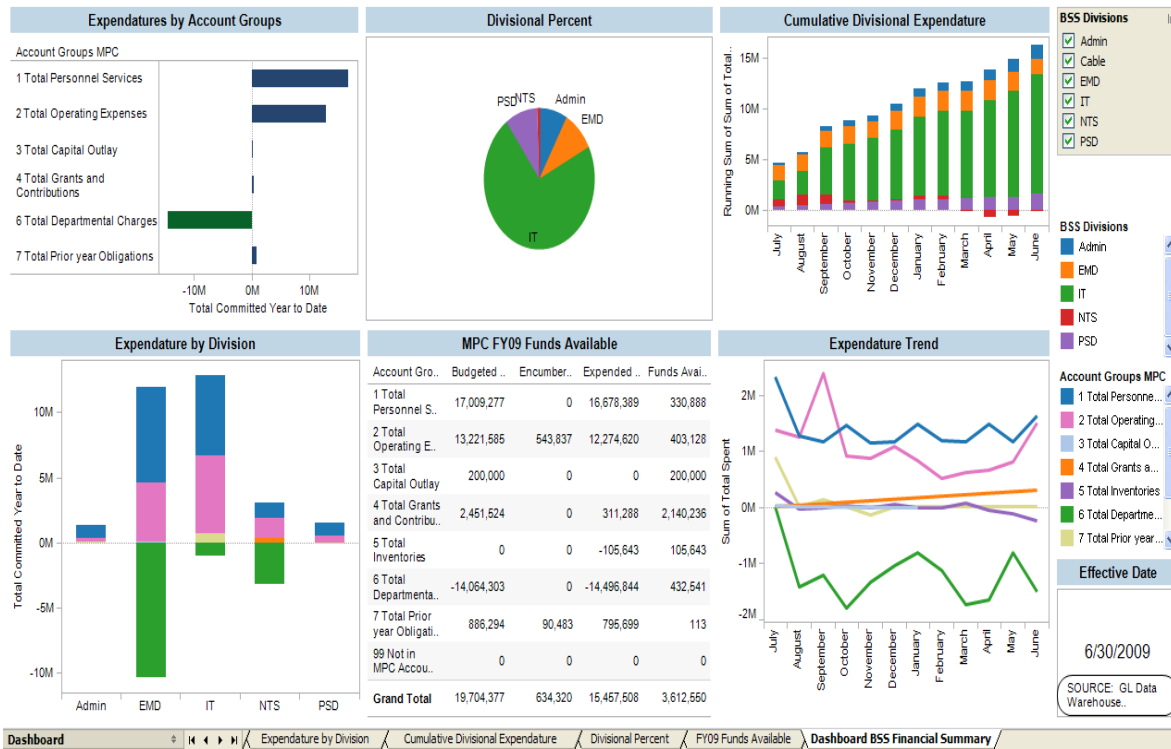 Expenditures by Account Groups
Account Groups MPC
1 Total Personnel Services
2 Total Operating Expenses
3 Total Capital Outlay
4 Total Grants and
Contributions
6 Total Departmental Charges
7 Total Prior year Obligations
-10M 0M 10M
Total Committed Year to Date
Divisional Percent
PSD NTS Admin
EMD
IT
Cumulative Divisional Expenditure
Running Sum of Sum of Total..
15M
10M
5M
0M
July August September October November December January February March April May June
BSS Divisions
Admin
Cable
EMD
IT
NTS
PSD
BSS Divisions
Admin
EMD
IT
NTS
PSD
Account Groups MPC
1 Total Personne...
2 Total Operating...
3 Total Capital O...
4 Total Grants a...
5 Total Inventories
6 Total Departme...
7 Total Prior year...
Expenditure by Division
Total Committed Year to Date
10M
5M
0M
-5M
-10M
Admin EMD IT NTS PSD
MPC FY09 Funds Available
Account Gro.. Budgeted .. Encumber.. Expended .. Funds Avai..
1 Total
Personnel S.. 17,009,277 0 16,678,389 330,888
2 Total
Operating E.. 13,221,585 543,837 12,274,620 403,128
3 Total
Capital Outlay 200,000 0 0 200,000
4 Total Grants
and Contribu.. 2,451,524 311,288 2,140,236
5 Total
Inventories 0 0 -105,643 105,643
6 Total
Departmenta.. -14,064,303 0 -14,496,844 432,541
7 Total Prior
year Obligati.. 886,294 90,483 795,699 113
99 Not in
MPC Accou.. 0 0 0 0
Grand Total 19,704,377 634,320 15,457,508 3,612,550
Expenditure Trend
Sum of Total Spent
2M
1M
0M
-1M
-2M
July August September October November December January February March April May June
Effective Date
6/30/2009
SOURCE: GL Data
Warehouse..
Dashboard
Expenditure by Division
Cumulative Divisional Expenditure
Divisional Percent
FY09 Funds Available
Dashboard BSS Financial Summary